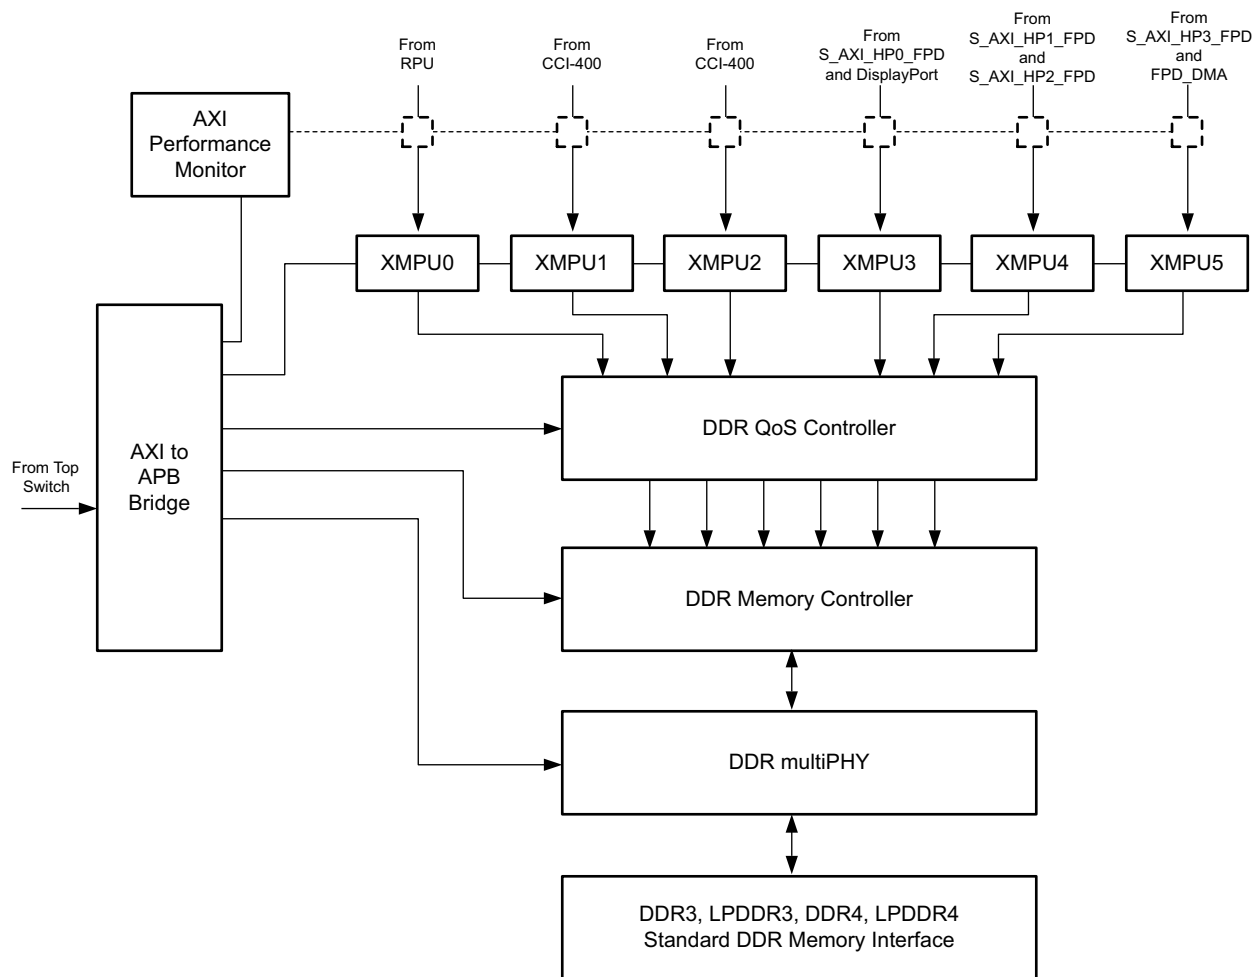 From
RPU
From
CCI-400
From
CCI-400
From
S_AXI_HP0_FPD
and DisplayPort
From
S_AXI_HP1_FPD
and
S_AXI_HP2_FPD
From
S_AXI_HP3_FPD
and
FPD_DMA
AXI
Performance
Monitor
XMPU0
XMPU1
XMPU2
XMPU3
XMPU4
XMPU5
From Top
Switch
AXI to
APB
Bridge
DDR QoS Controller
DDR Memory Controller
DDR multiPHY
DDR3, LPDDR3, DDR4, LPDDR4
Standard DDR Memory Interface